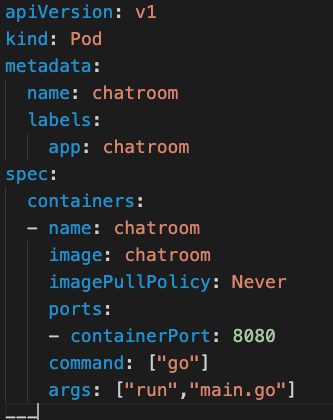 apiVersion: v1
kind: Pod
metadata:
  name: chatroom
  labels:
    app: chatroom
spec:
  containers:
  - name: chatroom
    image: chatroom
    imagePullPolicy: Never
    ports:
    - containerPort: 8080
    command: ["go"]
    args: ["run","main.go"]
---